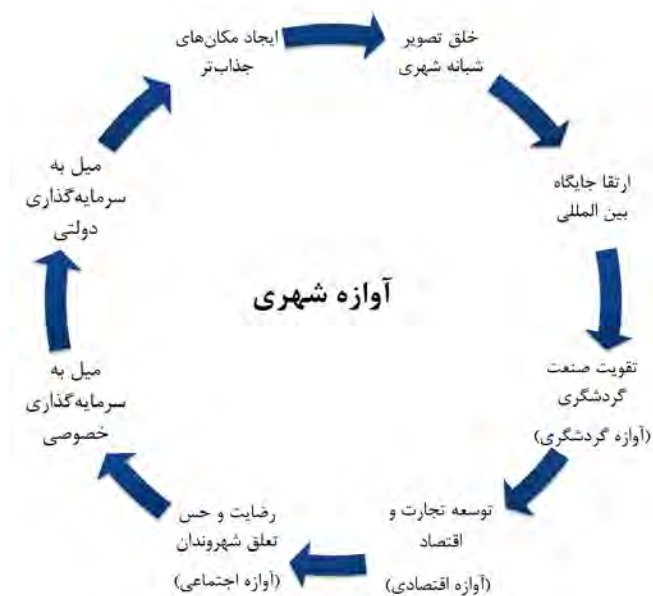 خلق تصویر
شبانه شهری
ارتقا جایگاه
بین المللی
تقویت صنعت
گردشگری
(آوازه گردشگری)
توسعه تجارت و
اقتصاد
(آوازه اقتصادی)
رضایت و حس
تعلق شهروندان
(آوازه اجتماعی)
میل به
سرمایه‌گذاری
خصوصی
میل به
سرمایه‌گذاری
دولتی
ایجاد مکان‌های
جذاب‌تر
آوازه شهری